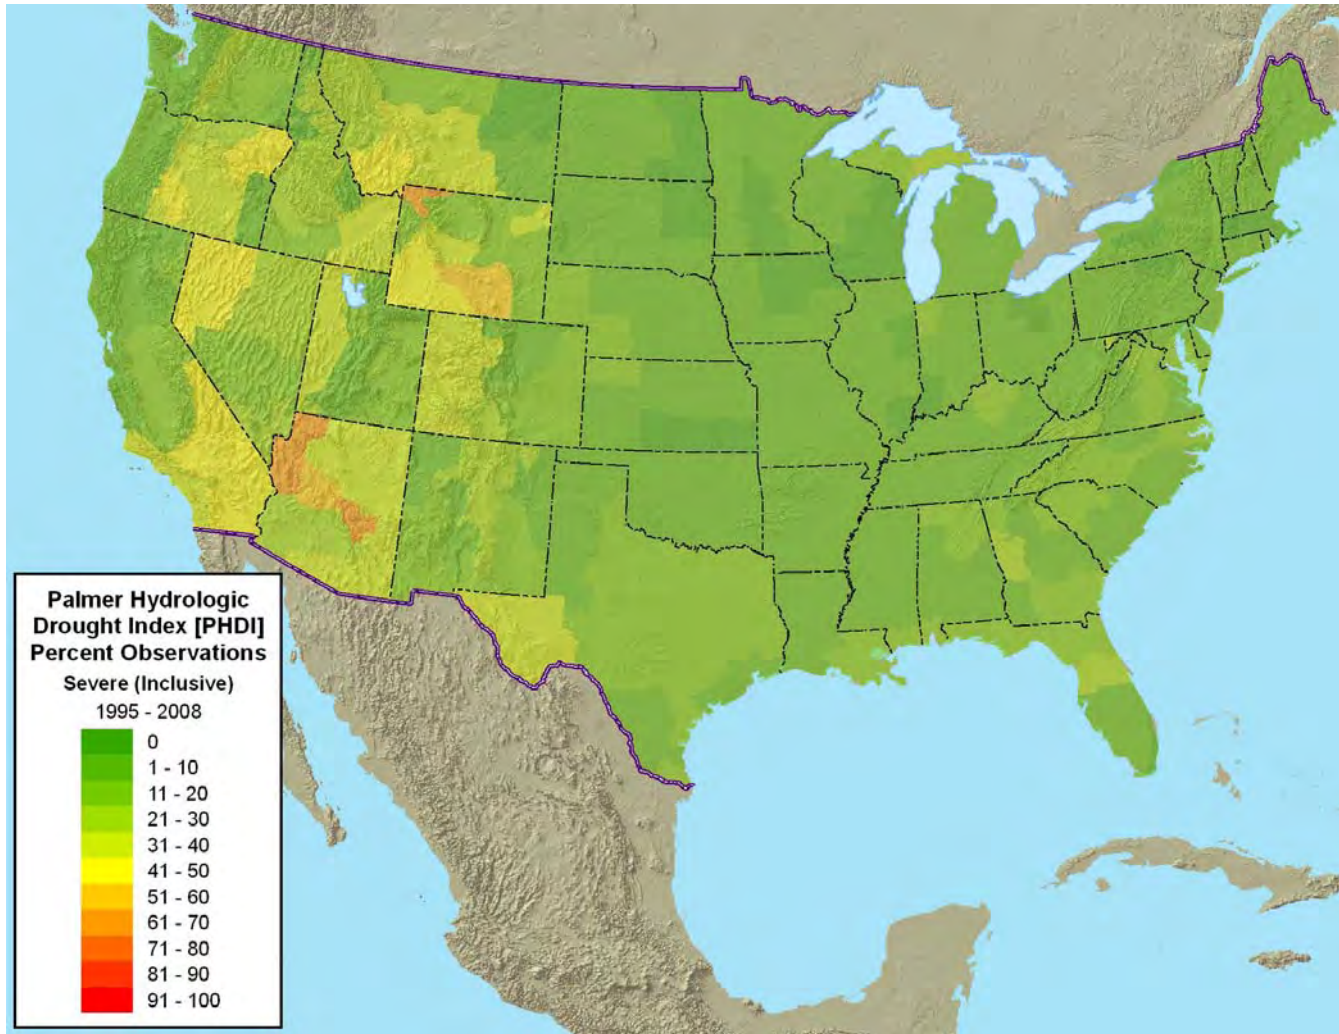 Palmer Hydrologic
Drought Index [PHDI]
Percent Observations
Severe (Inclusive)
1995 - 2008
0
1 - 10
11 - 20
21 - 30
31 - 40
41 - 50
51 - 60
61 - 70
71 - 80
81 - 90
91 - 100